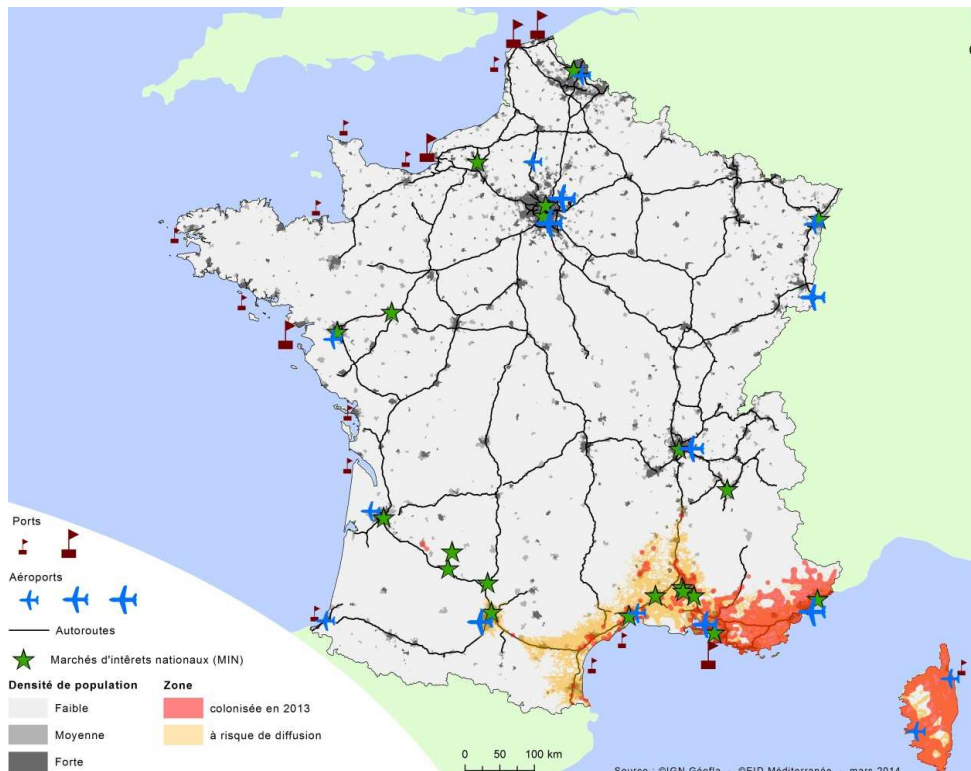 Ports
Aéroports
Autoroutes
Marchés d'intêrets nationaux (MIN)
Densité de population
Zone
Faible
colonisée en 2013
Moyenne
à risque de diffusion
Forte
0 50 100 km
Source : ©IGN Géofla - ©EID Méditerranée - mars 2014